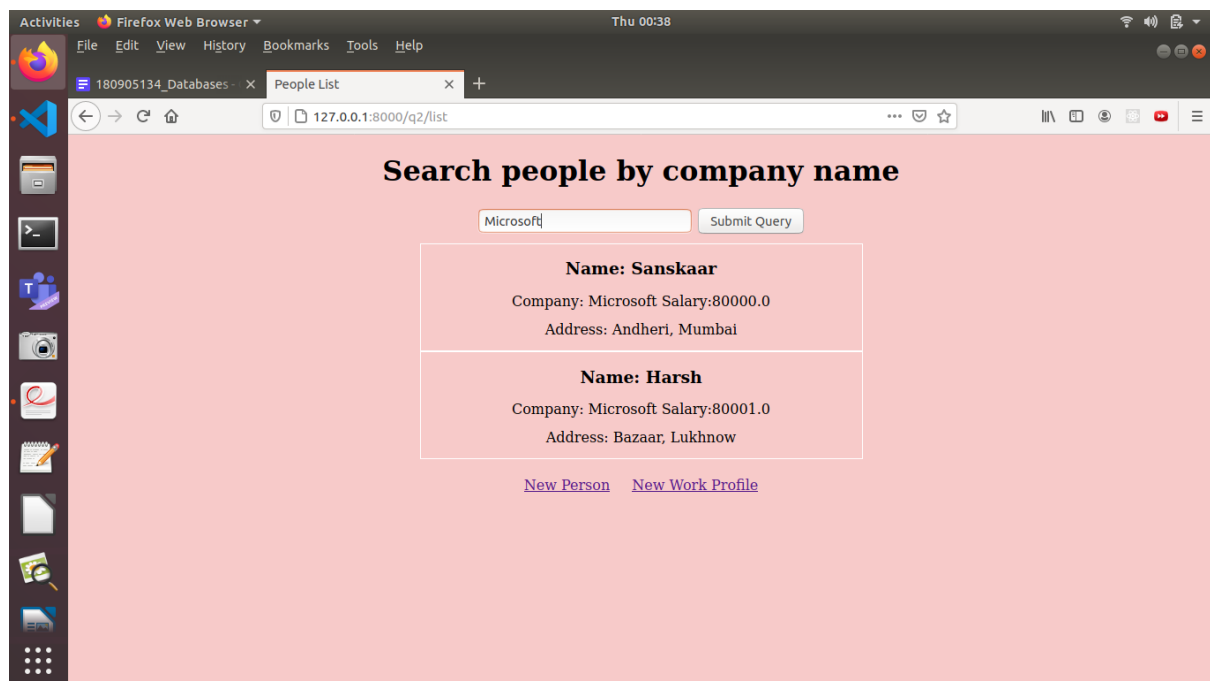 Activities Firefox Web Browser Thu 00:38
File Edit View History Bookmarks Tools Help
180905134_Databases - People List
127.0.0.1:8000/q2/list
Search people by company name
Microsoft Submit Query
Name: Sanskaar
Company: Microsoft Salary:80000.0
Address: Andheri, Mumbai
Name: Harsh
Company: Microsoft Salary:80001.0
Address: Bazaar, Lukhnow
New Person New Work Profile